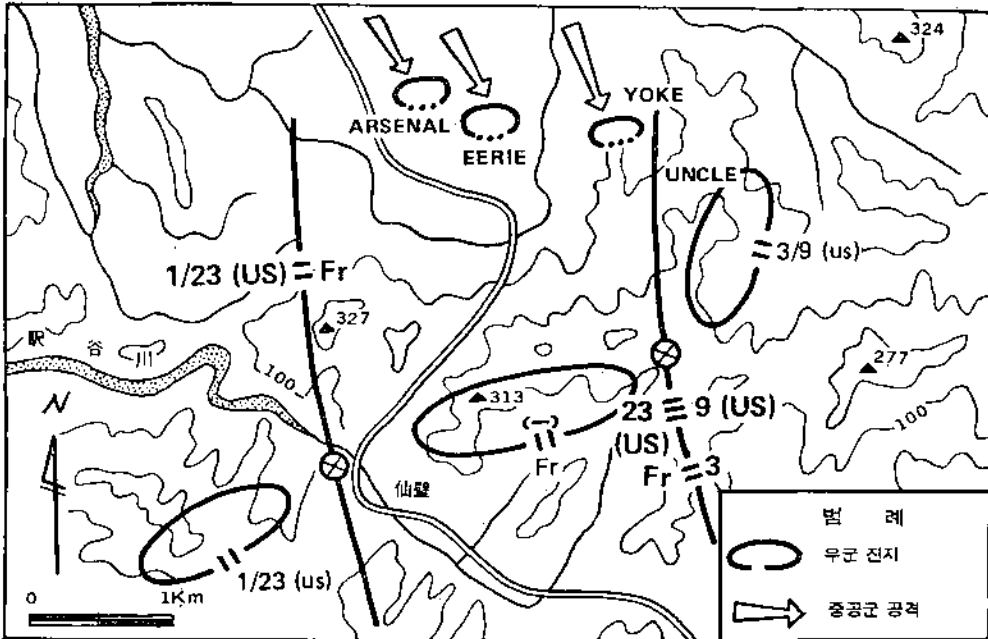 324
YOKE
ARSENAL
EERIE
UNCLE
1/23 (US) Fr
3/9 (us)
327
駅谷川
100
277
313
23 9 (US)
(US)
100
(−)
Fr
Fr 3
N
仙壁
1/23 (us)
0 1Km
범 례
우군 진지
중공군 공격